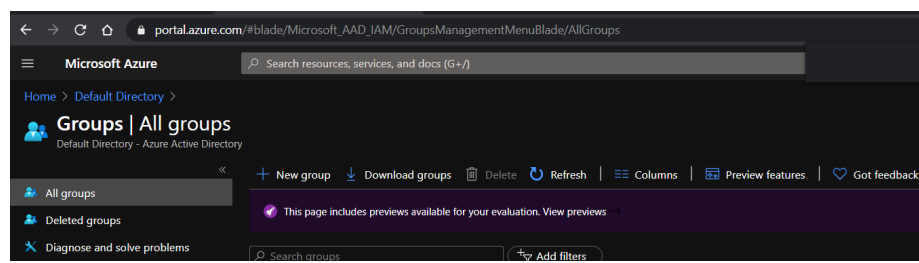 portal.azure.com/#blade/Microsoft_AAD_IAM/GroupsManagementMenuBlade/AllGroups
Microsoft Azure
Search resources, services, and docs (G+/)
Home > Default Directory >
Groups | All groups
Default Directory - Azure Active Directory
«
New group Download groups Delete Refresh Columns Preview features Got feedback
All groups
This page includes previews available for your evaluation. View previews →
Deleted groups
Diagnose and solve problems
Search groups
Add filters